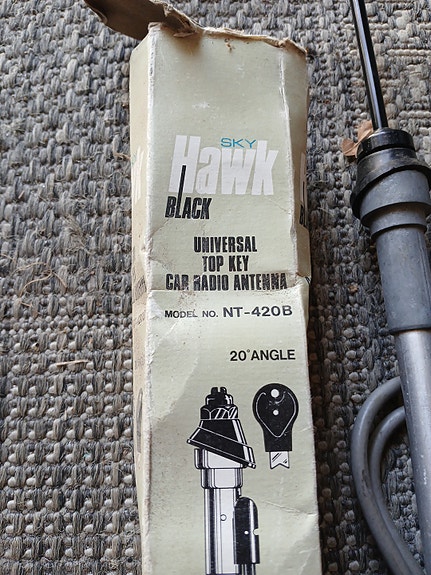 SKY
Hawk
BLACK
UNIVERSAL
TOP KEY
CAR RADIO ANTENNA
MODEL NO. NT-420B
20°ANGLE